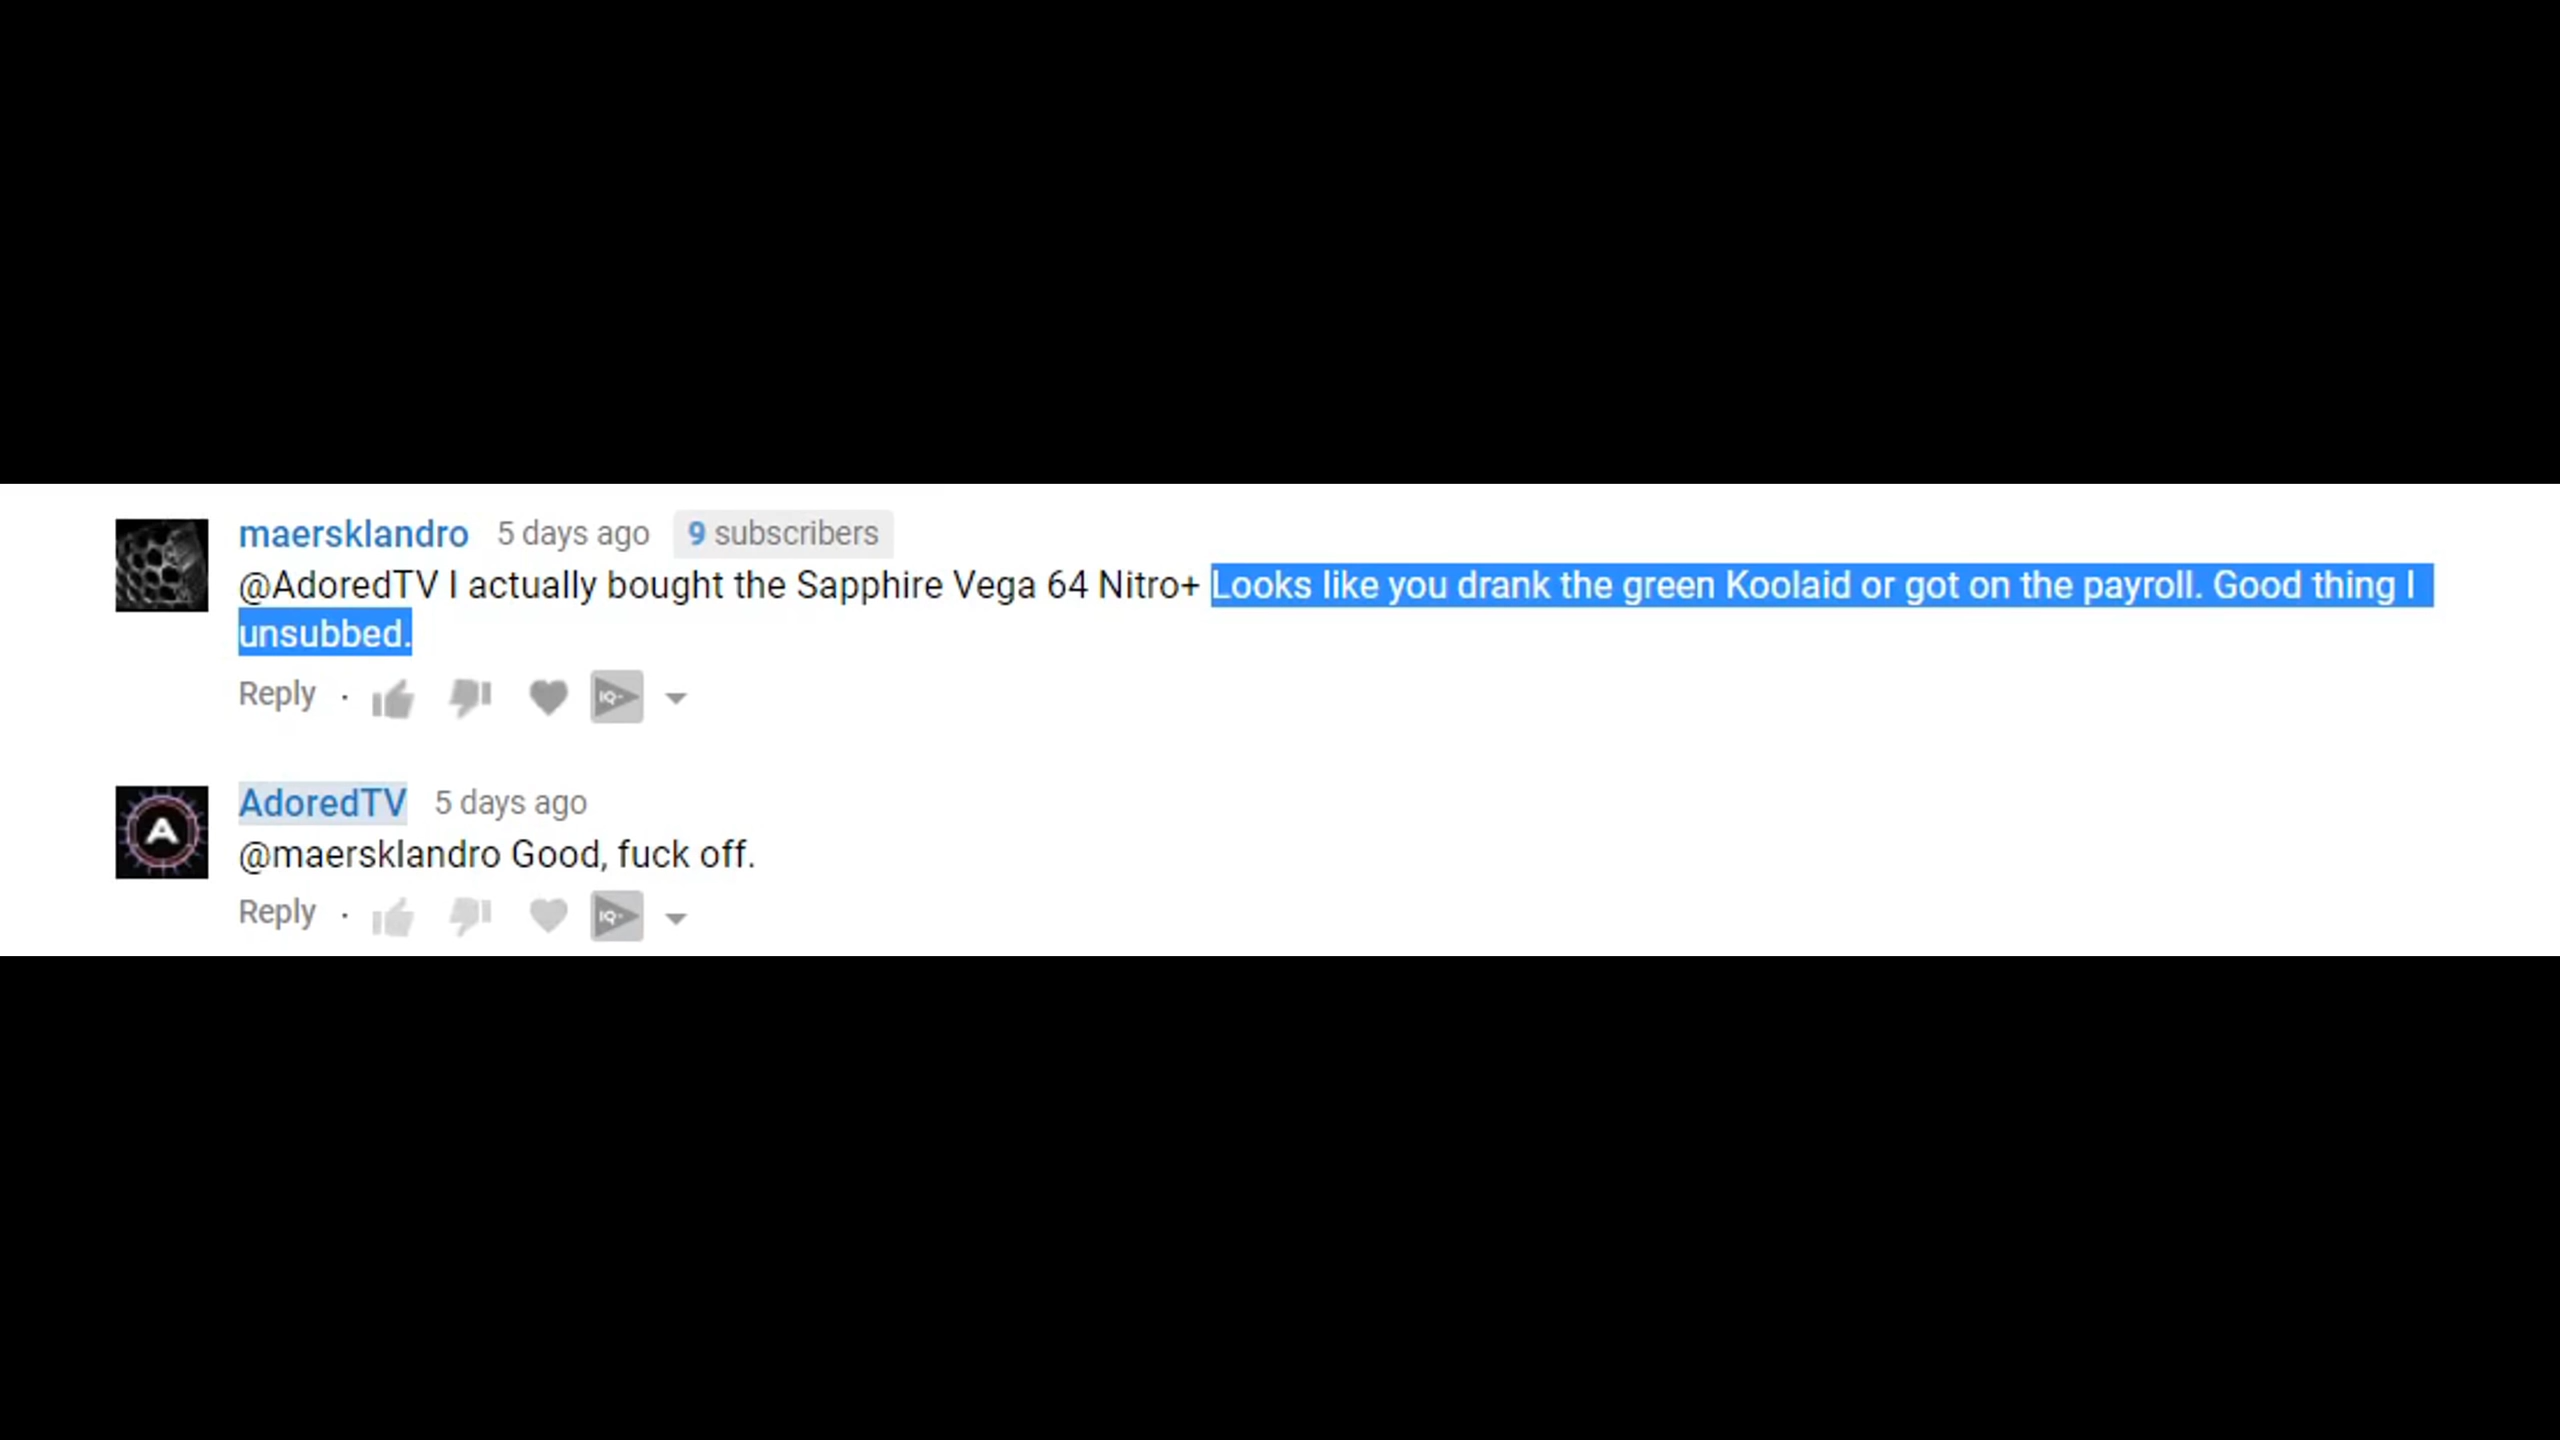 maersklandro 5 days ago 9 subscribers
@AdoredTV I actually bought the Sapphire Vega 64 Nitro+ Looks like you drank the green Koolaid or got on the payroll. Good thing I
unsubbed.
Reply · IQ
A AdoredTV 5 days ago
@maersklandro Good, fuck off.
Reply · IQ